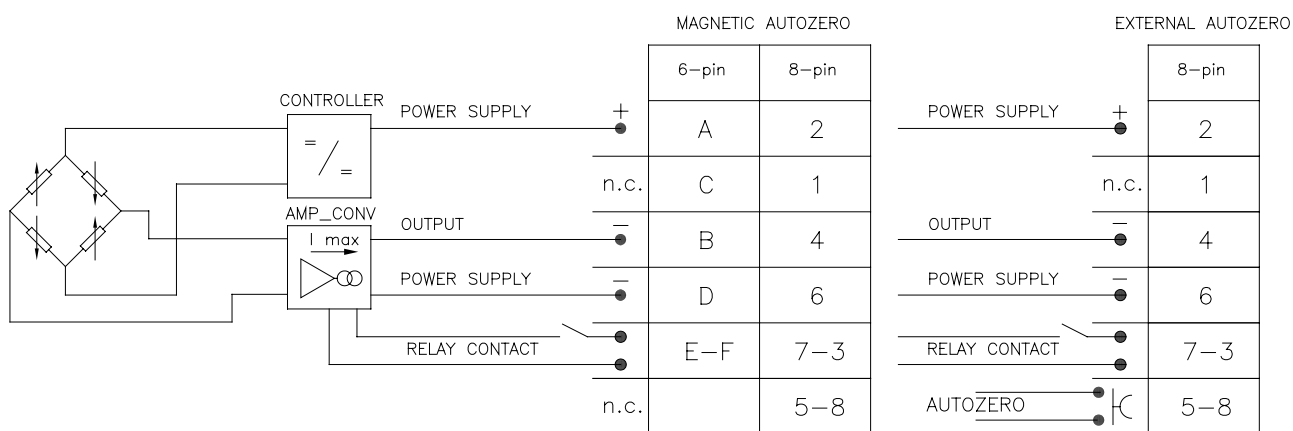 MAGNETIC AUTOZERO
EXTERNAL AUTOZERO
6-pin 8-pin 8-pin
CONTROLLER
= / =
POWER SUPPLY + A 2
POWER SUPPLY + 2
n.c. C 1
n.c. 1
AMP_CONV
I max
OUTPUT - B 4
OUTPUT - 4
POWER SUPPLY - D 6
POWER SUPPLY - 6
RELAY CONTACT E-F 7-3
RELAY CONTACT 7-3
n.c. 5-8
AUTOZERO 5-8